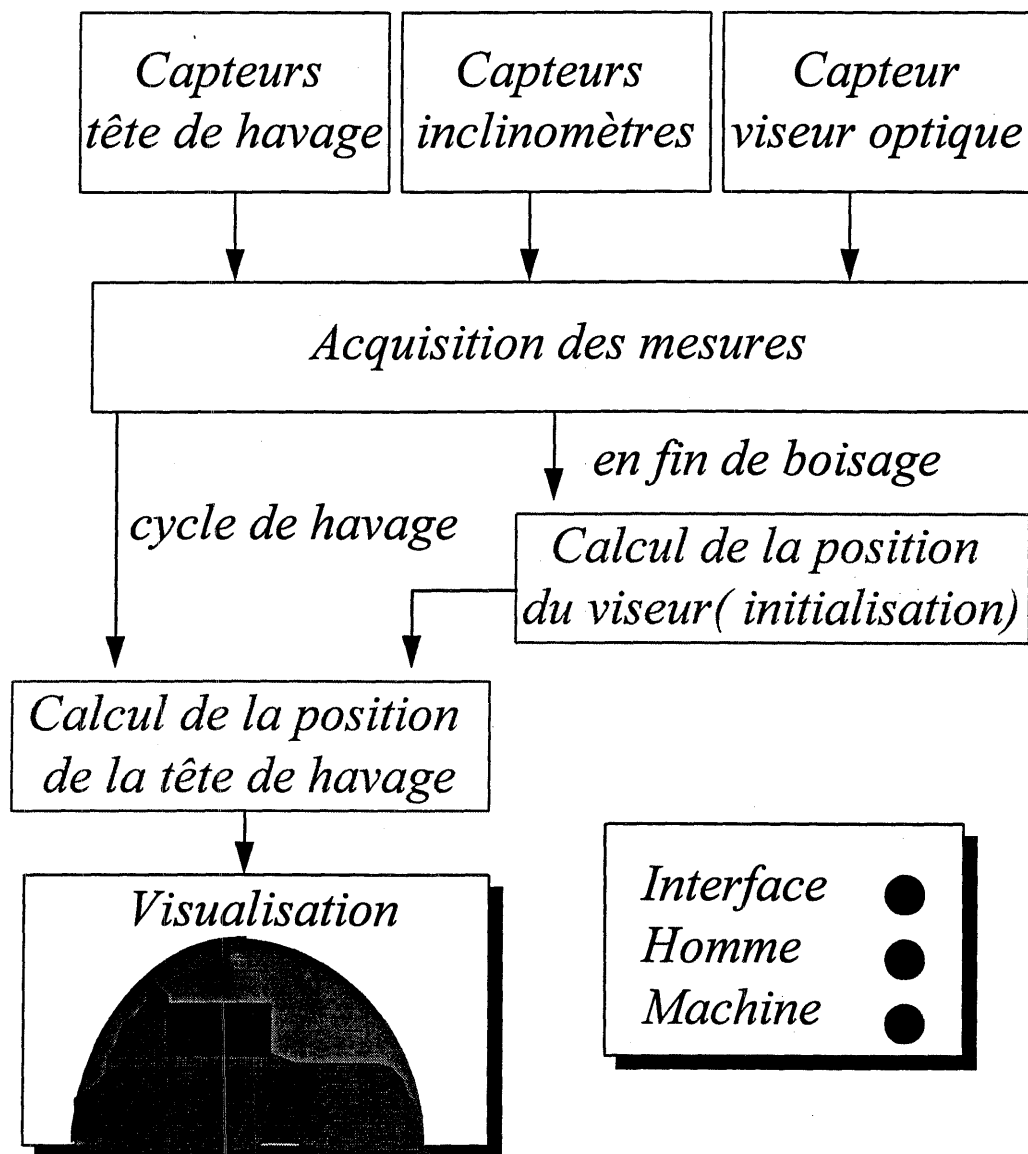 Capteurs
tête de havage
Capteurs
inclinomètres
Capteur
viseur optique
Acquisition des mesures
en fin de boisage
cycle de havage
Calcul de la position
du viseur( initialisation)
Calcul de la position
de la tête de havage
Visualisation
Interface
Homme
Machine